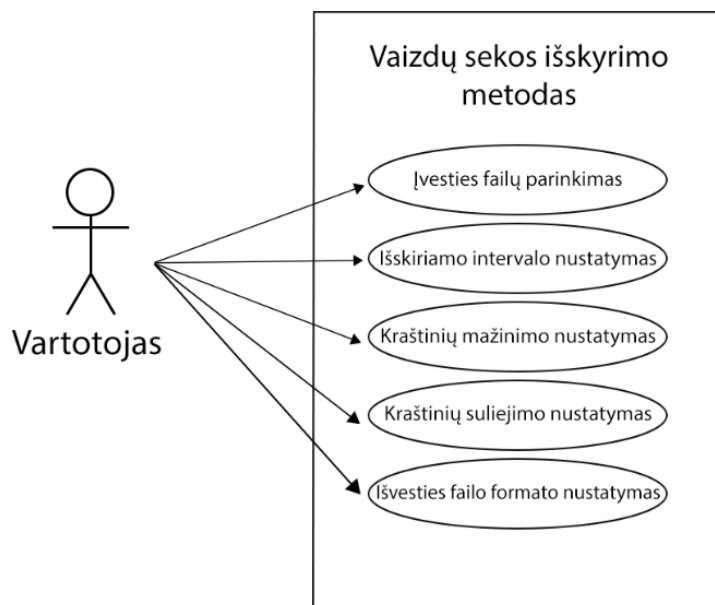 Vaizdų sekos išskyrimo
metodas
Įvesties failų parinkimas
Išskiriamo intervalo nustatymas
Kraštinių mažinimo nustatymas
Vartotojas
Kraštinių suliejimo nustatymas
Išvesties failo formato nustatymas